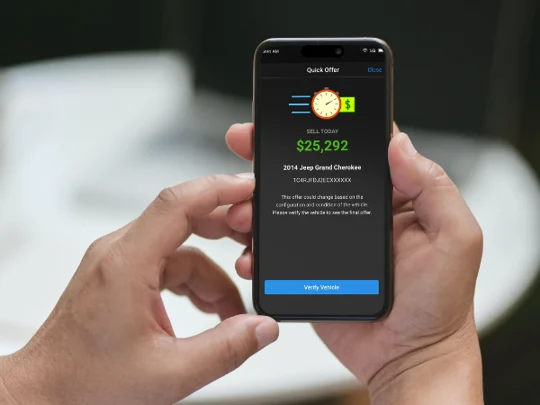 Quick Offer
Close
$
SELL TODAY
$25,292
2014 Jeep Grand Cherokee
This offer could change based on the
configuration and condition of the vehicle.
Please verify the vehicle to see the final offer.
Verify Vehicle